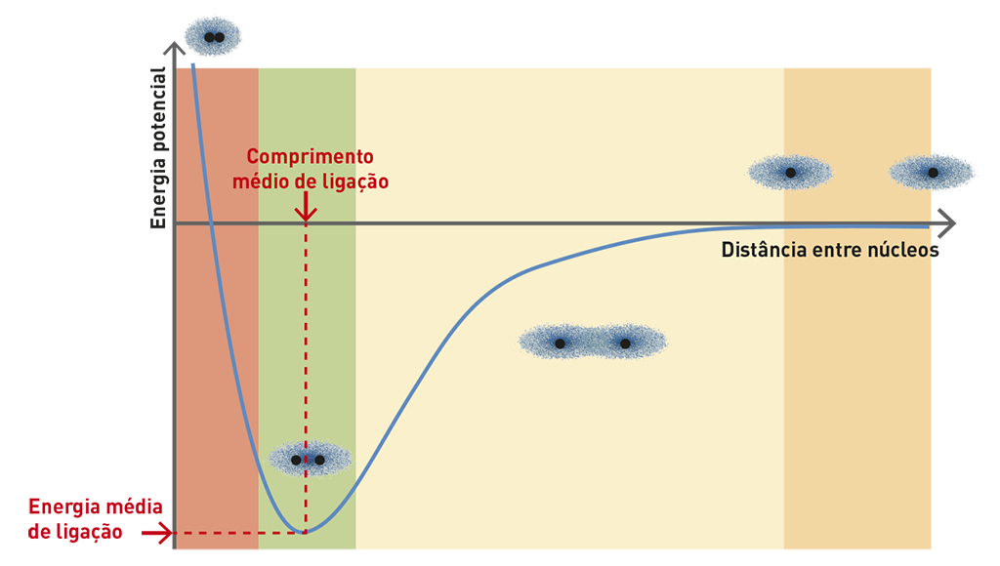 Energia potencial
Comprimento
médio de ligação
Distância entre núcleos
Energia média
de ligação